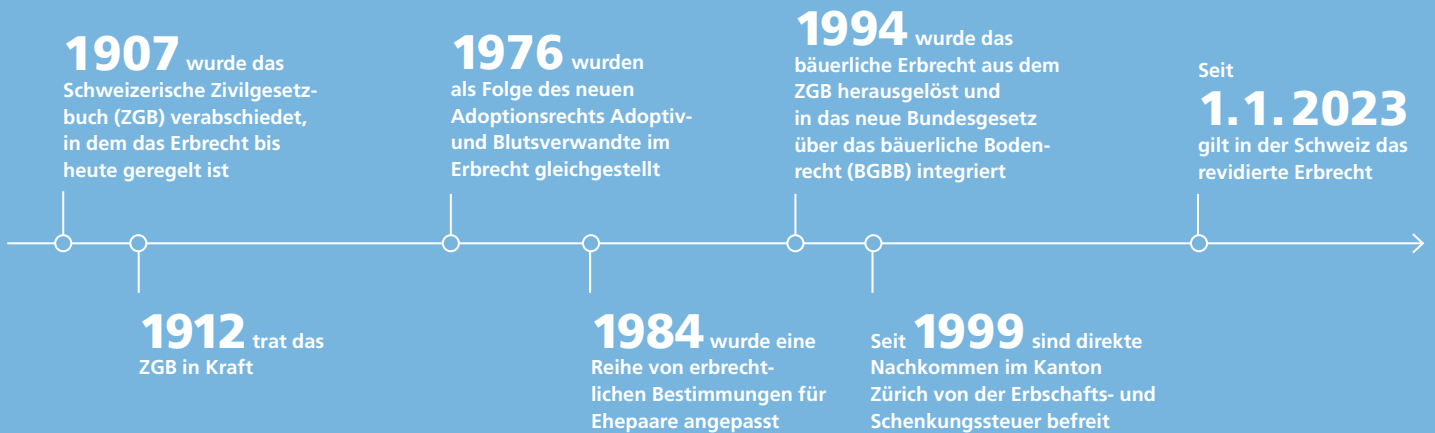 1907 wurde das
Schweizerische Zivilgesetz-
buch (ZGB) verabschiedet,
in dem das Erbrecht bis
heute geregelt ist
1912 trat das
ZGB in Kraft
1976 wurden
als Folge des neuen
Adoptionsrechts Adoptiv-
und Blutsverwandte im
Erbrecht gleichgestellt
1984 wurde eine
Reihe von erbrecht-
lichen Bestimmungen für
Ehepaare angepasst
1994 wurde das
bäuerliche Erbrecht aus dem
ZGB herausgelöst und
in das neue Bundesgesetz
über das bäuerliche Boden-
recht (BGBB) integriert
Seit 1999 sind direkte
Nachkommen im Kanton
Zürich von der Erbschafts- und
Schenkungssteuer befreit
Seit
1.1.2023
gilt in der Schweiz das
revidierte Erbrecht